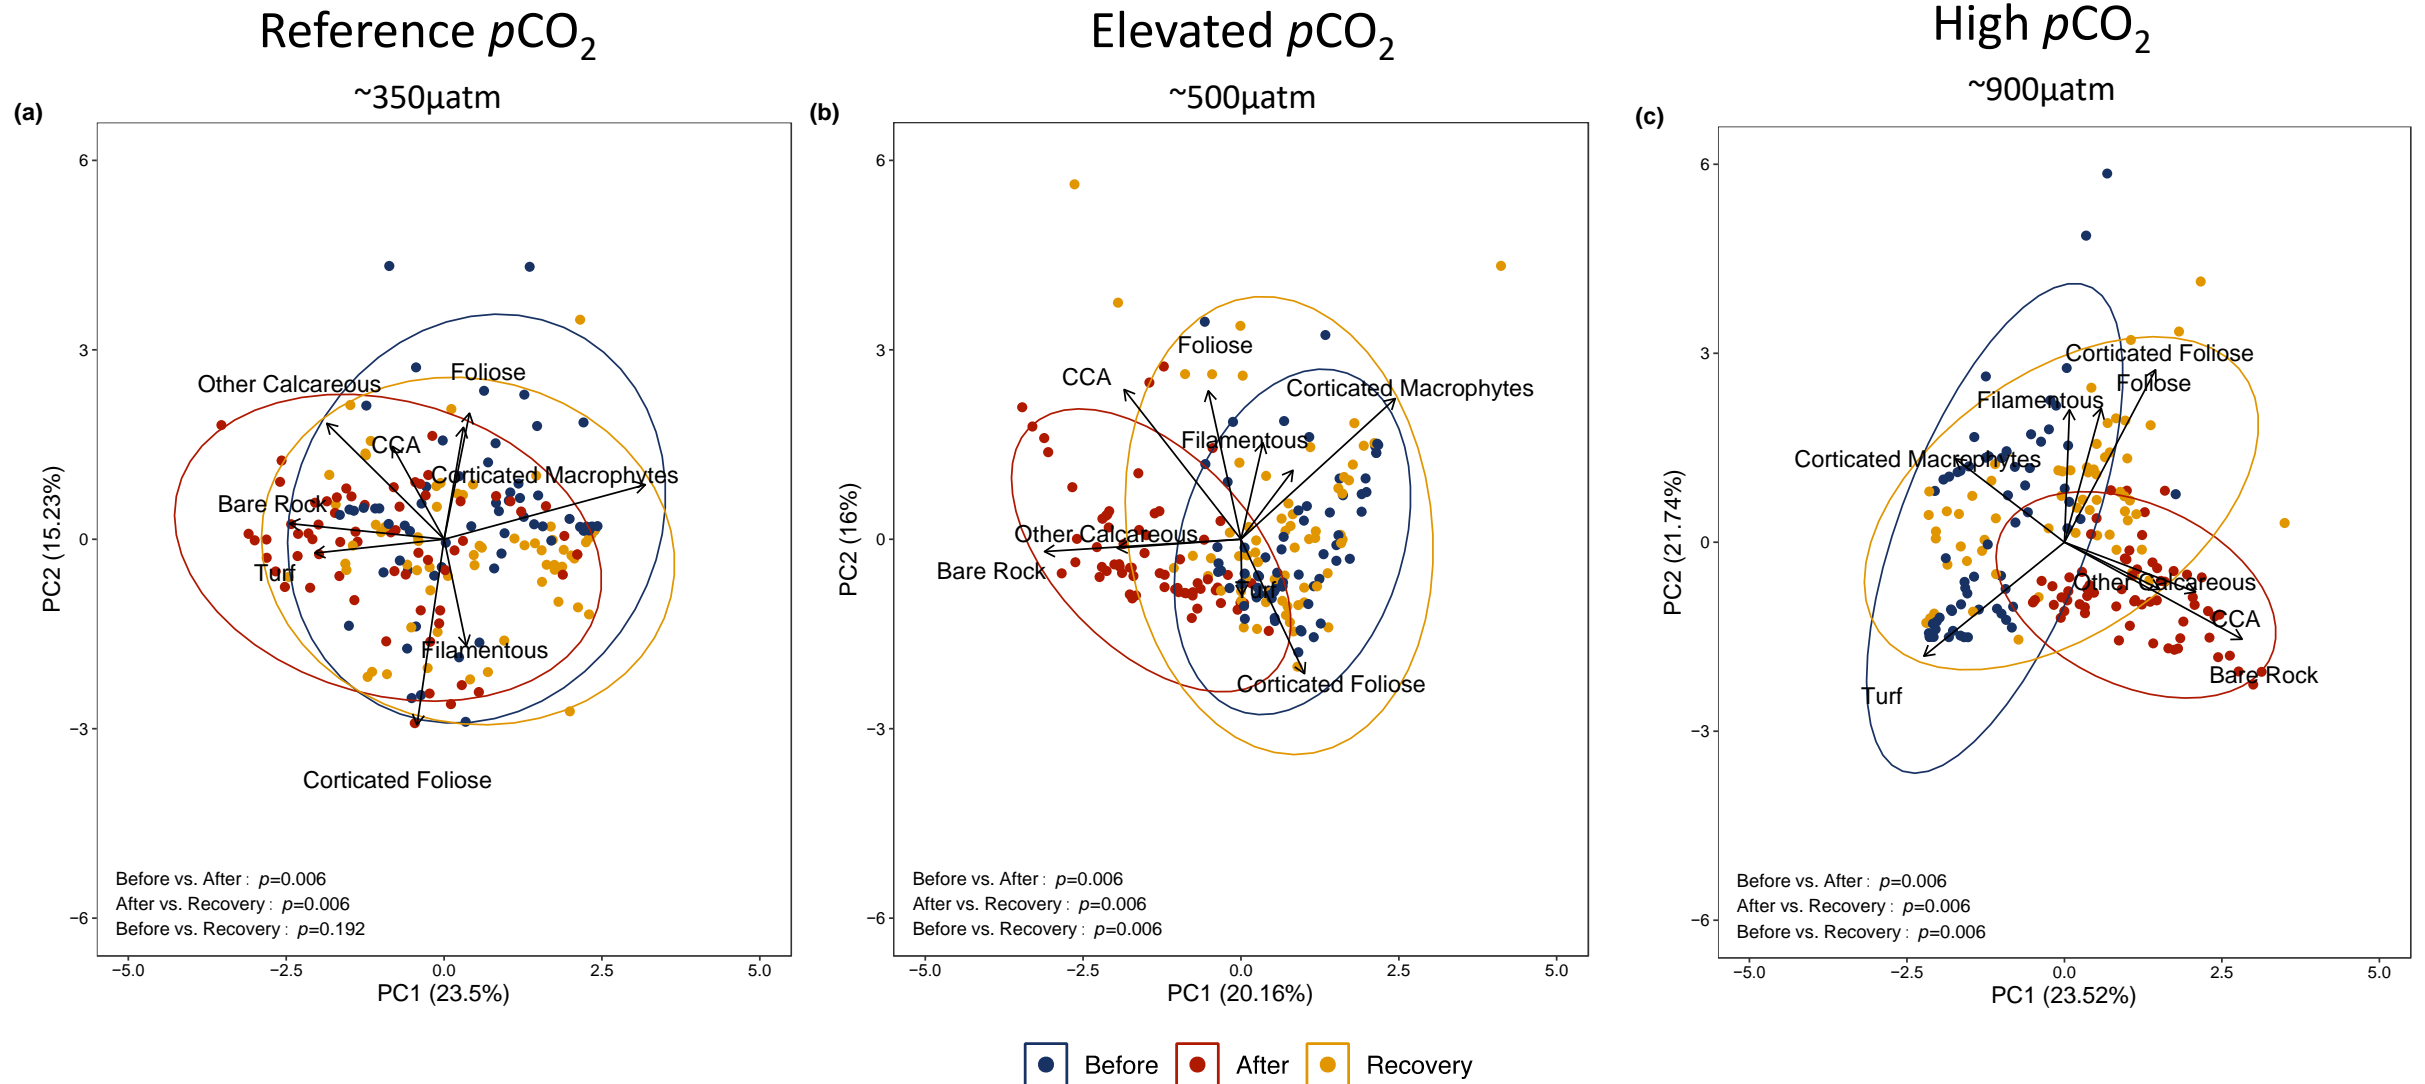 Reference pCO2
Elevated pCO2
High pCO2
~350µatm
~500µatm
~900µatm
(a)
6
3
0
−3
−6
PC2 (15.23%)
Other Calcareous
Foliose
CCA
Corticated Macrophytes
Bare Rock
Turf
Filamentous
Corticated Foliose
Before vs. After : p=0.006
After vs. Recovery : p=0.006
Before vs. Recovery : p=0.192
−5.0
−2.5
0.0
2.5
5.0
PC1 (23.5%)
(b)
6
3
0
−3
−6
PC2 (16%)
Foliose
CCA
Corticated Macrophytes
Filamentous
Other Calcareous
Bare Rock
Turf
Corticated Foliose
Before vs. After : p=0.006
After vs. Recovery : p=0.006
Before vs. Recovery : p=0.006
−5.0
−2.5
0.0
2.5
5.0
PC1 (20.16%)
(c)
6
3
0
−3
−6
PC2 (21.74%)
Corticated Foliose
Foliose
Filamentous
Corticated Macrophytes
Other Calcareous
CCA
Bare Rock
Turf
Before vs. After : p=0.006
After vs. Recovery : p=0.006
Before vs. Recovery : p=0.006
−5.0
−2.5
0.0
2.5
5.0
PC1 (23.52%)
Before
After
Recovery